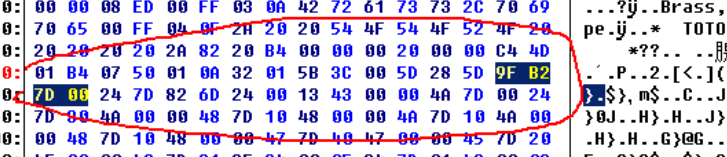 0: 00 00 08 ED 00 FF 03 0A 42 72 61 73 73 2C 70 69 ...?ÿ..Brass,
0: 70 65 00 FF 04 0F 2A 20 20 54 4F 54 4F 52 4F 20 pe.ÿ..* TOTO
0: 20 20 20 20 2A 82 20 B4 00 00 00 20 00 00 C4 4D *??.. ..
0: 01 B4 07 50 01 0A 32 01 5B 3C 00 5D 28 5D 9F B2 .´.P..2.[<.](
0: 7D 00 24 7D 82 6D 24 00 13 43 00 00 4A 7D 00 24 }.$},m$..C..J
0: 7D 80 4A 00 00 48 7D 10 48 00 00 4A 7D 10 4A 00 }0J..H}.H..J}
0: 00 48 7D 10 48 00 00 47 7D 40 47 00 00 45 7D 20 .H}.H..G}@G..